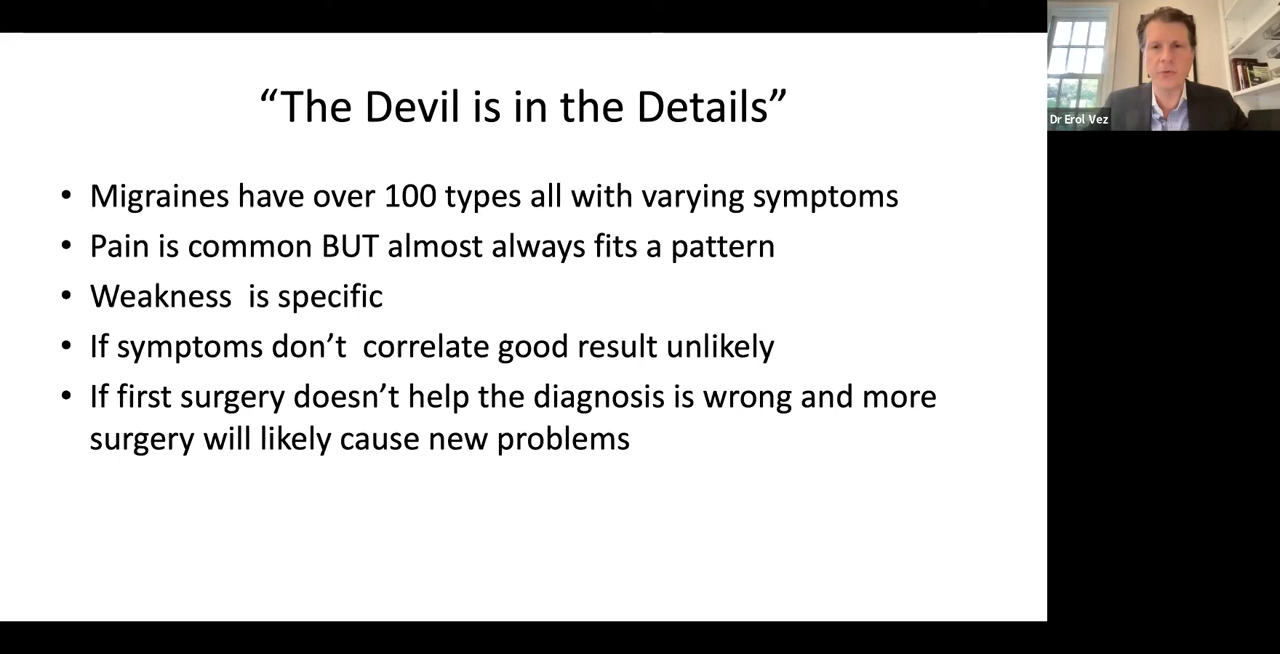 “The Devil is in the Details”
• Migraines have over 100 types all with varying symptoms
• Pain is common BUT almost always fits a pattern
• Weakness  is specific
• If symptoms don’t  correlate good result unlikely
• If first surgery doesn’t help the diagnosis is wrong and more
surgery will likely cause new problems
Dr Erol Vez